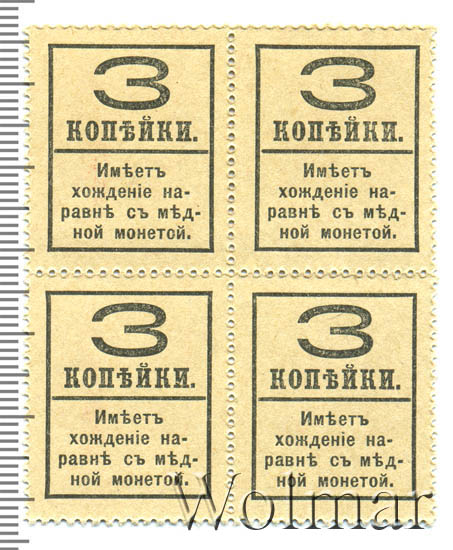 3
КОПѢЙКИ.
Имѣетъ
хожденіе на-
равнѣ съ мѣд-
ной монетой.
3
КОПѢЙКИ.
Имѣетъ
хожденіе на-
равнѣ съ мѣд-
ной монетой.
3
КОПѢЙКИ.
Имѣетъ
хожденіе на-
равнѣ съ мѣд-
ной монетой.
3
КОПѢЙКИ.
Имѣетъ
хожденіе на-
равнѣ съ мѣд-
ной монетой.
Wolmar